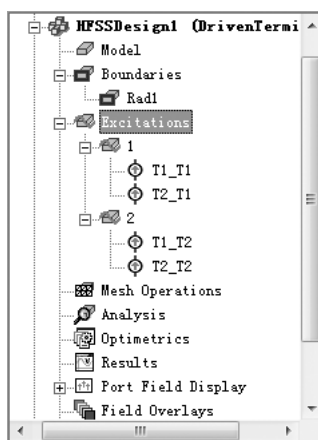 HFSSDesign1 (DrivenTermi
Model
Boundaries
Rad1
Excitations
1
T1_T1
T2_T1
2
T1_T2
T2_T2
Mesh Operations
Analysis
Optimetrics
Results
Port Field Display
Field Overlays